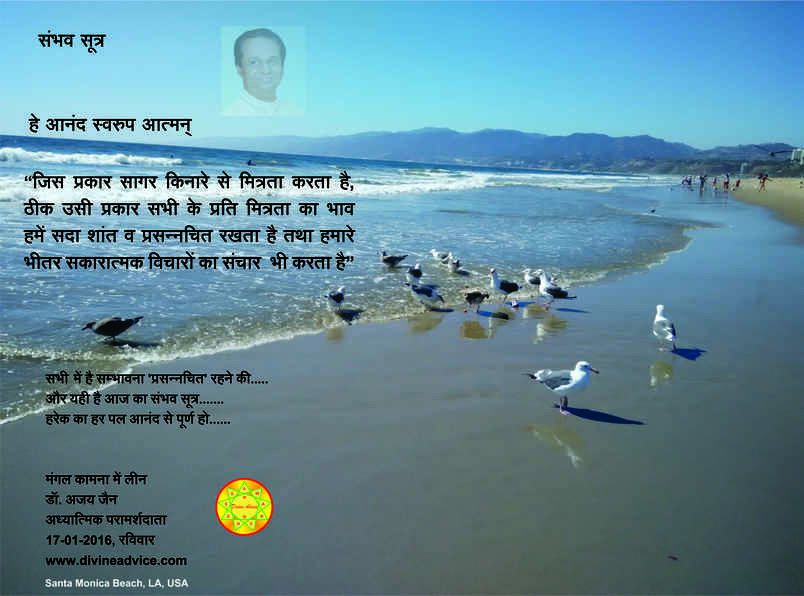 संभव सूत्र
हे आनंद स्वरुप आत्मन्
“जिस प्रकार सागर किनारे से मित्रता करता है,
ठीक उसी प्रकार सभी के प्रति मित्रता का भाव
हमें सदा शांत व प्रसन्नचित रखता है तथा हमारे
भीतर सकारात्मक विचारों का संचार भी करता है”
सभी में है सम्भावना 'प्रसन्नचित' रहने की.....
और यही है आज का संभव सूत्र.......
हरेक का हर पल आनंद से पूर्ण हो......
मंगल कामना में लीन
डॉ. अजय जैन
अध्यात्मिक परामर्शदाता
17-01-2016, रविवार
www.divineadvice.com
Santa Monica Beach, LA, USA